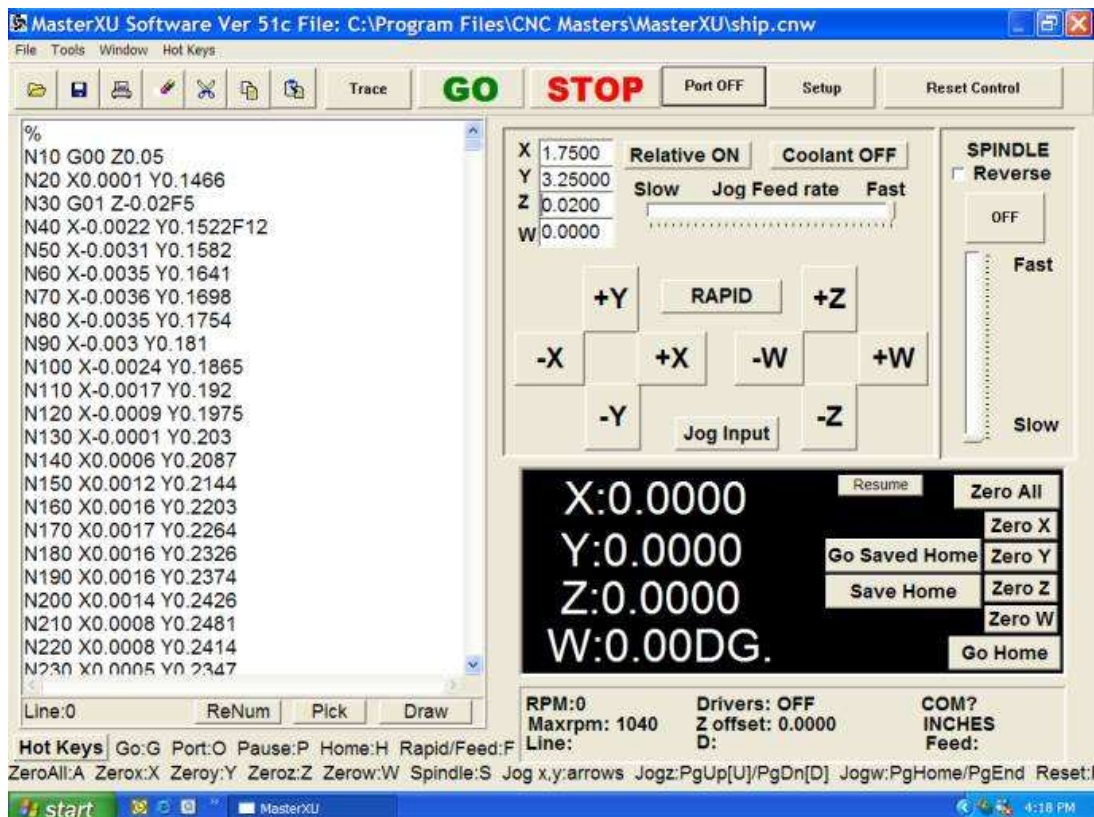 MasterXU Software Ver 51c File: C:\Program Files\CNC Masters\MasterXU\ship.cnw
File Tools Window Hot Keys
Trace GO STOP Port OFF Setup Reset Control
%
N10 G00 Z0.05
N20 X0.0001 Y0.1466
N30 G01 Z-0.02F5
N40 X-0.0022 Y0.1522F12
N50 X-0.0031 Y0.1582
N60 X-0.0035 Y0.1641
N70 X-0.0036 Y0.1698
N80 X-0.0035 Y0.1754
N90 X-0.003 Y0.181
N100 X-0.0024 Y0.1865
N110 X-0.0017 Y0.192
N120 X-0.0009 Y0.1975
N130 X-0.0001 Y0.203
N140 X0.0006 Y0.2087
N150 X0.0012 Y0.2144
N160 X0.0016 Y0.2203
N170 X0.0017 Y0.2264
N180 X0.0016 Y0.2326
N190 X0.0016 Y0.2374
N200 X0.0014 Y0.2426
N210 X0.0008 Y0.2481
N220 X0.0008 Y0.2414
N230 X0.0005 Y0.2347
Line:0 ReNum Pick Draw
X 1.7500 Relative ON Coolant OFF
Y 3.25000 Slow Jog Feed rate Fast
Z 0.0200
W 0.0000
+Y RAPID +Z
-X +X -W +W
-Y Jog Input -Z
SPINDLE
Reverse
OFF
Fast
Slow
X:0.0000 Resume Zero All
Zero X
Y:0.0000 Go Saved Home Zero Y
Z:0.0000 Save Home Zero Z
Zero W
W:0.00DG. Go Home
RPM:0 Drivers: OFF COM?
Maxrpm: 1040 Z offset: 0.0000 INCHES
Line: D: Feed:
Hot Keys Go:G Port:O Pause:P Home:H Rapid/Feed:F
ZeroAll:A Zerox:X Zeroy:Y Zeroz:Z Zerow:W Spindle:S Jog x,y:arrows Jogz:PgUp[U]/PgDn[D] Jogw:PgHome/PgEnd Reset:
start MasterXU 4:18 PM